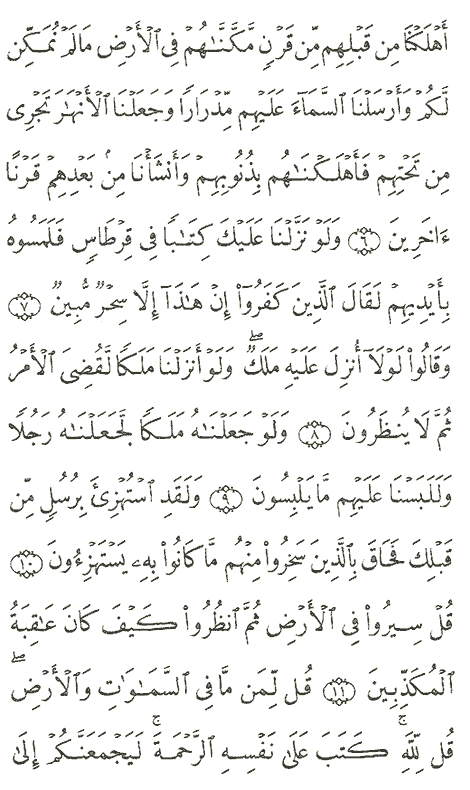 أَهۡلَكۡنَا مِن قَبۡلِهِم مِّن قَرۡنٖ مَّكَّنَّٰهُمۡ فِي ٱلۡأَرۡضِ مَا لَمۡ نُمَكِّن
لَّكُمۡ وَأَرۡسَلۡنَا ٱلسَّمَآءَ عَلَيۡهِم مِّدۡرَارٗا وَجَعَلۡنَا ٱلۡأَنۡهَٰرَ تَجۡرِي
مِن تَحۡتِهِمۡ فَأَهۡلَكۡنَٰهُم بِذُنُوبِهِمۡ وَأَنشَأۡنَا مِنۢ بَعۡدِهِمۡ قَرۡنًا
ءَاخَرِينَ ٦ وَلَوۡ نَزَّلۡنَا عَلَيۡكَ كِتَٰبٗا فِي قِرۡطَاسٖ فَلَمَسُوهُ
بِأَيۡدِيهِمۡ لَقَالَ ٱلَّذِينَ كَفَرُوٓاْ إِنۡ هَٰذَآ إِلَّا سِحۡرٞ مُّبِينٞ ٧
وَقَالُواْ لَوۡلَآ أُنزِلَ عَلَيۡهِ مَلَكٞۖ وَلَوۡ أَنزَلۡنَا مَلَكٗا لَّقُضِيَ ٱلۡأَمۡرُ
ثُمَّ لَا يُنظَرُونَ ٨ وَلَوۡ جَعَلۡنَٰهُ مَلَكٗا لَّجَعَلۡنَٰهُ رَجُلٗا
وَلَلَبَسۡنَا عَلَيۡهِم مَّا يَلۡبِسُونَ ٩ وَلَقَدِ ٱسۡتُهۡزِئَ بِرُسُلٖ مِّن
قَبۡلِكَ فَحَاقَ بِٱلَّذِينَ سَخِرُواْ مِنۡهُم مَّا كَانُواْ بِهِۦ يَسۡتَهۡزِءُونَ ١٠
قُلۡ سِيرُواْ فِي ٱلۡأَرۡضِ ثُمَّ ٱنظُرُواْ كَيۡفَ كَانَ عَٰقِبَةُ
ٱلۡمُكَذِّبِينَ ١١ قُل لِّمَن مَّا فِي ٱلسَّمَٰوَٰتِ وَٱلۡأَرۡضِۖ
قُل لِّلَّهِۚ كَتَبَ عَلَىٰ نَفۡسِهِ ٱلرَّحۡمَةَۚ لَيَجۡمَعَنَّكُمۡ إِلَىٰ